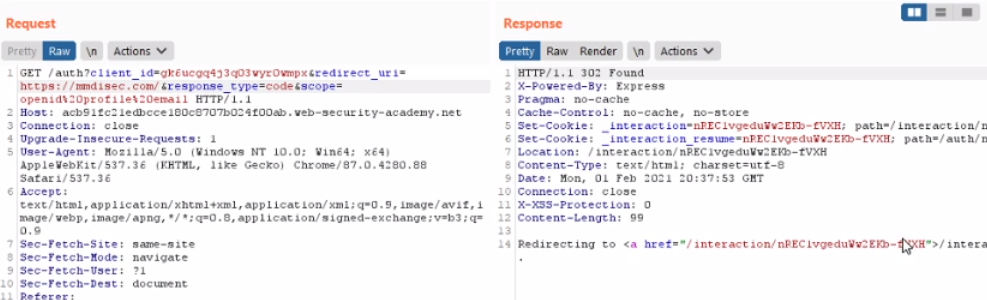 Request
Response
Pretty Raw \n Actions
Pretty Raw Render \n Actions
1 GET /auth?client_id=gk6ucgq4j3q03wyr0wmpx&redirect_uri=
https://mmdisec.com/&response_type=code&scope=
openid%20profile%20email HTTP/1.1
2 Host: acb91fc21edbcce180c8707b024f00ab.web-security-academy.net
3 Connection: close
4 Upgrade-Insecure-Requests: 1
5 User-Agent: Mozilla/5.0 (Windows NT 10.0; Win64; x64)
AppleWebKit/537.36 (KHTML, like Gecko) Chrome/87.0.4280.88
Safari/537.36
6 Accept:
text/html,application/xhtml+xml,application/xml;q=0.9,image/avif,i
mage/webp,image/apng,*/*;q=0.8,application/signed-exchange;v=b3;q=
0.9
7 Sec-Fetch-Site: same-site
8 Sec-Fetch-Mode: navigate
9 Sec-Fetch-User: ?1
10 Sec-Fetch-Dest: document
11 Referer:
1 HTTP/1.1 302 Found
2 X-Powered-By: Express
3 Pragma: no-cache
4 Cache-Control: no-cache, no-store
5 Set-Cookie: _interaction=nREC1vgeduWw2EKb-fVXH; path=/interaction/n
6 Set-Cookie: _interaction_resume=nREC1vgeduWw2EKb-fVXH; path=/auth/n
7 Location: /interaction/nREC1vgeduWw2EKb-fVXH
8 Content-Type: text/html; charset=utf-8
9 Date: Mon, 01 Feb 2021 20:37:53 GMT
10 Connection: close
11 X-XSS-Protection: 0
12 Content-Length: 99
13
14 Redirecting to <a href="/interaction/nREC1vgeduWw2EKb-fVXH">/intera
.